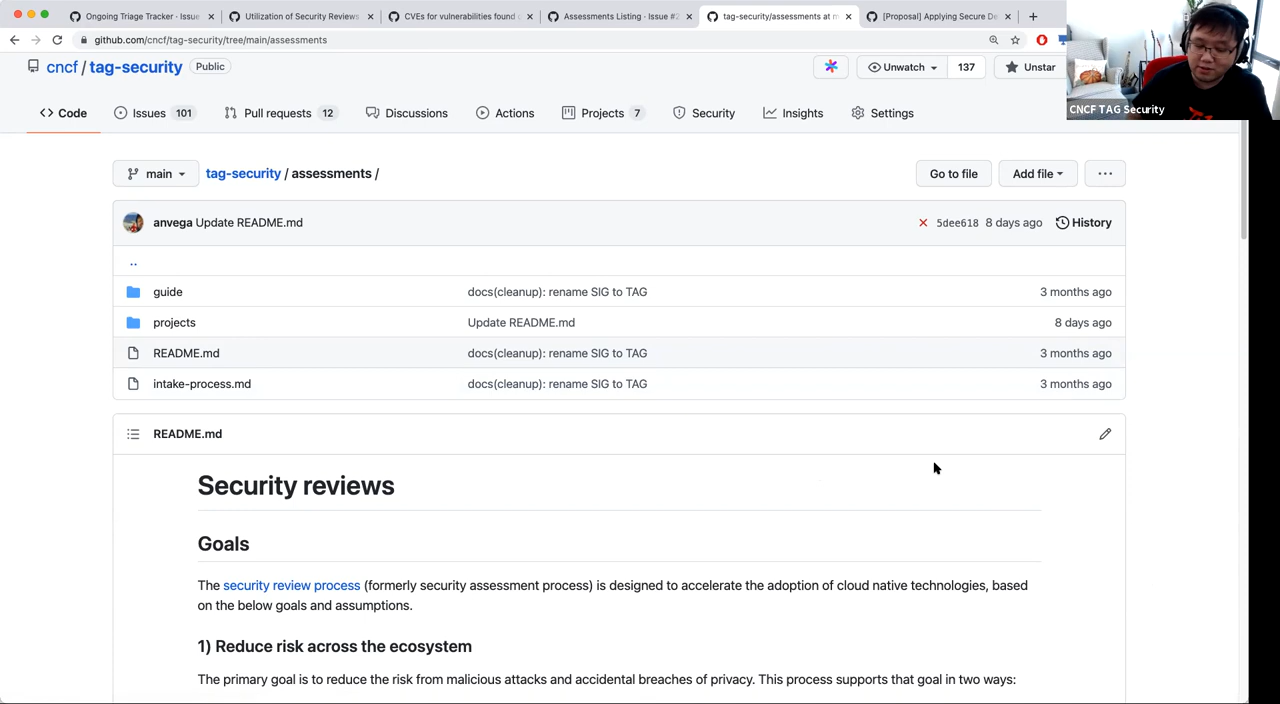 Ongoing Triage Tracker · Issue
Utilization of Security Reviews
CVEs for vulnerabilities found
Assessments Listing · Issue #2
tag-security/assessments at m
[Proposal] Applying Secure De
github.com/cncf/tag-security/tree/main/assessments
CNCF TAG Security
cncf / tag-security Public
Unwatch 137
Unstar
Code
Issues 101
Pull requests 12
Discussions
Actions
Projects 7
Security
Insights
Settings
main
tag-security / assessments /
Go to file
Add file
anvega Update README.md
5dee618 8 days ago
History
..
guide docs(cleanup): rename SIG to TAG 3 months ago
projects Update README.md 8 days ago
README.md docs(cleanup): rename SIG to TAG 3 months ago
intake-process.md docs(cleanup): rename SIG to TAG 3 months ago
README.md
Security reviews
Goals
The security review process (formerly security assessment process) is designed to accelerate the adoption of cloud native technologies, based
on the below goals and assumptions.
1) Reduce risk across the ecosystem
The primary goal is to reduce the risk from malicious attacks and accidental breaches of privacy. This process supports that goal in two ways: